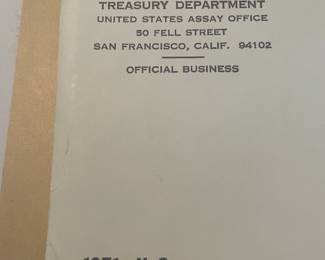 TREASURY DEPARTMENT
UNITED STATES ASSAY OFFICE
50 FELL STREET
SAN FRANCISCO, CALIF. 94102
OFFICIAL BUSINESS